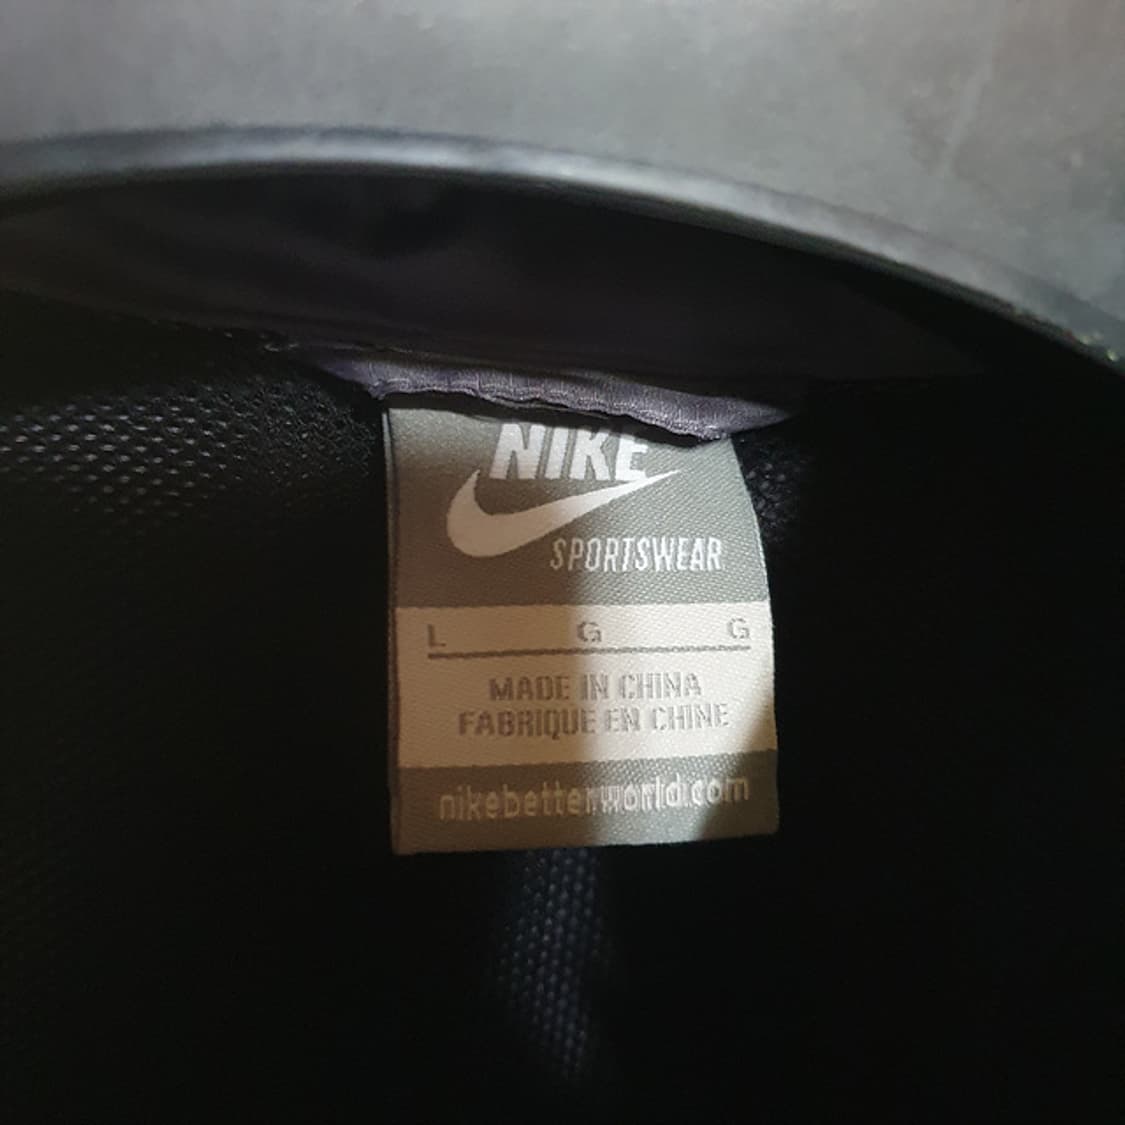 NIKE
SPORTSWEAR
L G G
MADE IN CHINA
FABRIQUE EN CHINE
nikebetterworld.com